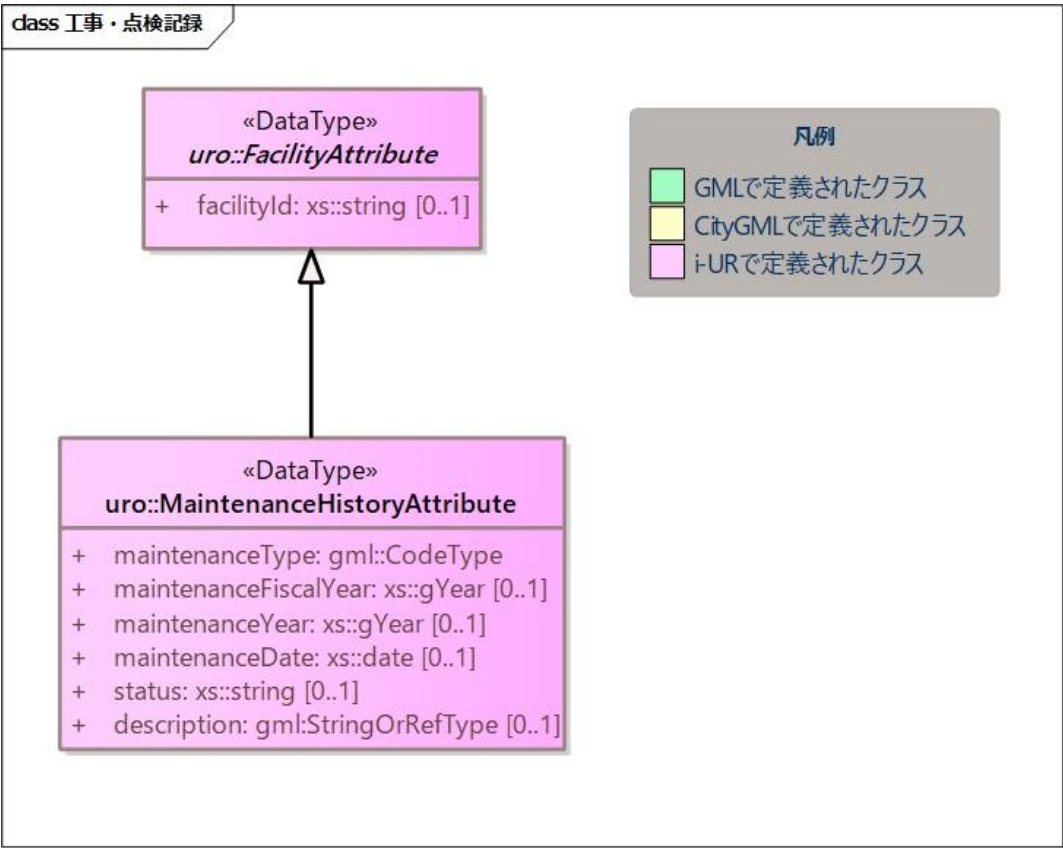 class 工事・点検記録
«DataType»
uro::FacilityAttribute
+ facilityId: xs::string [0..1]
凡例
GMLで定義されたクラス
CityGMLで定義されたクラス
i-URで定義されたクラス
«DataType»
uro::MaintenanceHistoryAttribute
+ maintenanceType: gml::CodeType
+ maintenanceFiscalYear: xs::gYear [0..1]
+ maintenanceYear: xs::gYear [0..1]
+ maintenanceDate: xs::date [0..1]
+ status: xs::string [0..1]
+ description: gml:StringOrRefType [0..1]